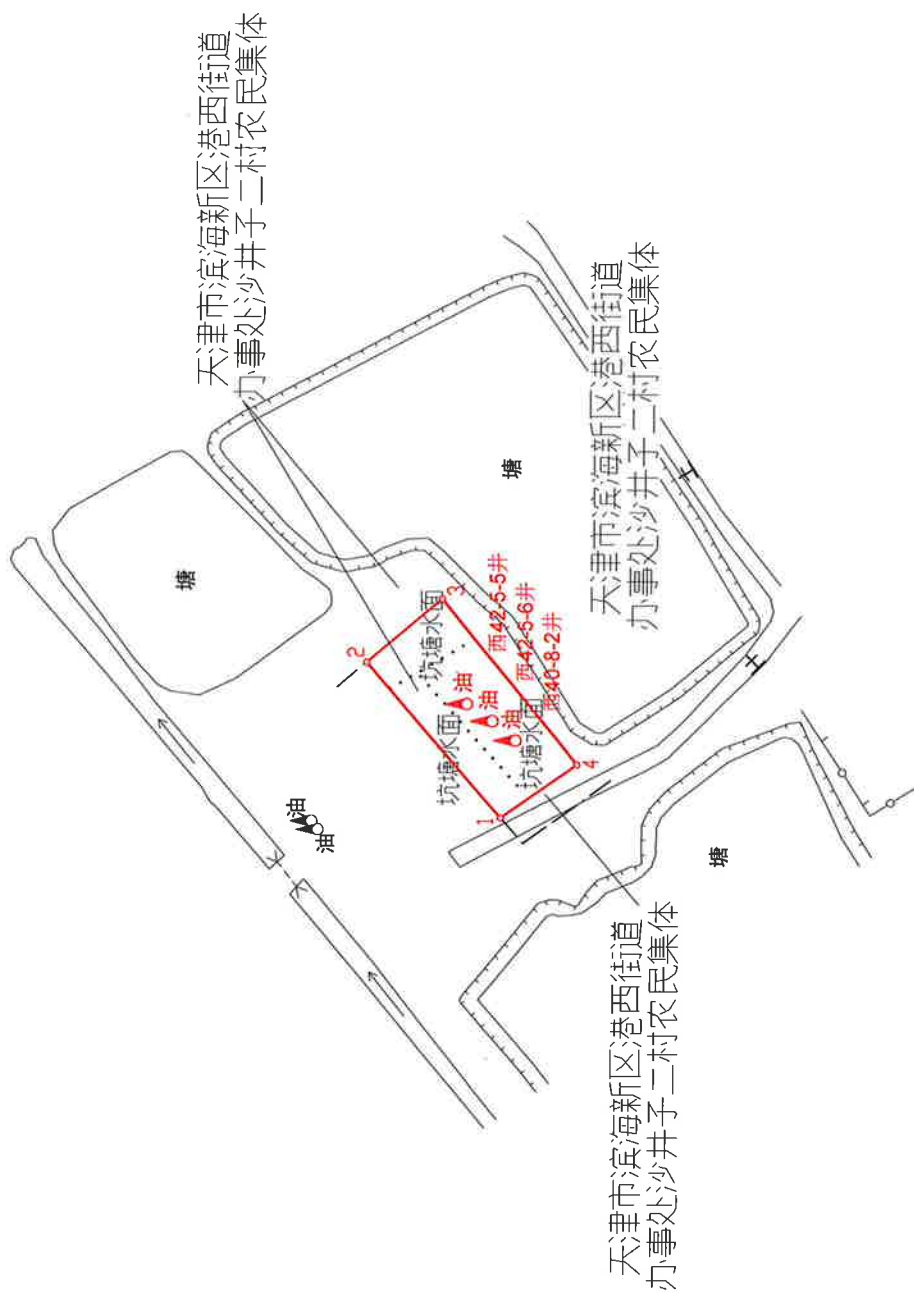 天津市滨海新区港西街道
办事处沙井子二村农民集体
塘
2
坑塘水面
3
油
油
坑塘水面
油
油
油
坑塘水面
1
4
西42-5-5井
西42-5-6井
西40-8-2井
塘
天津市滨海新区港西街道
办事处沙井子二村农民集体
塘
天津市滨海新区港西街道
办事处沙井子二村农民集体